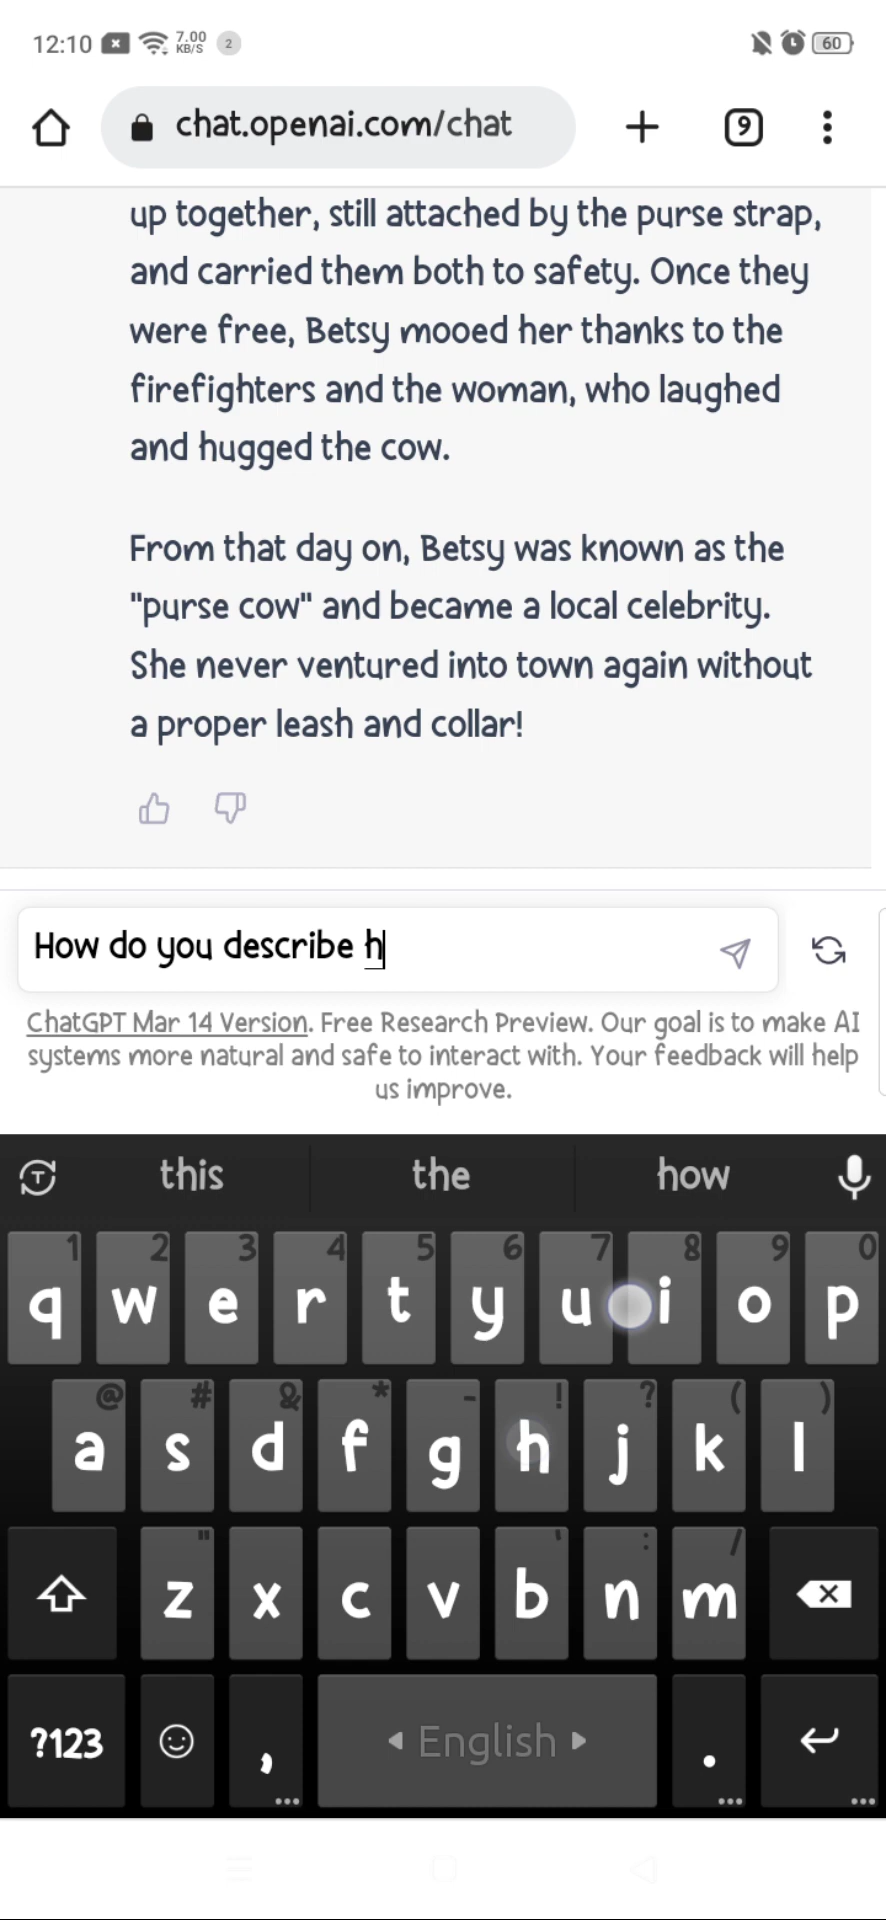 12:10 7.00 KB/S 2 60
chat.openai.com/chat 9
up together, still attached by the purse strap,
and carried them both to safety. Once they
were free, Betsy mooed her thanks to the
firefighters and the woman, who laughed
and hugged the cow.
From that day on, Betsy was known as the
"purse cow" and became a local celebrity.
She never ventured into town again without
a proper leash and collar!
How do you describe h
ChatGPT Mar 14 Version. Free Research Preview. Our goal is to make AI
systems more natural and safe to interact with. Your feedback will help
us improve.
T this the how
1 2 3 4 5 6 7 8 9 0
q w e r t y u i o p
@ # & * - ! ? ( )
a s d f g h j k l
" ' : /
z x c v b n m
?123 , English .